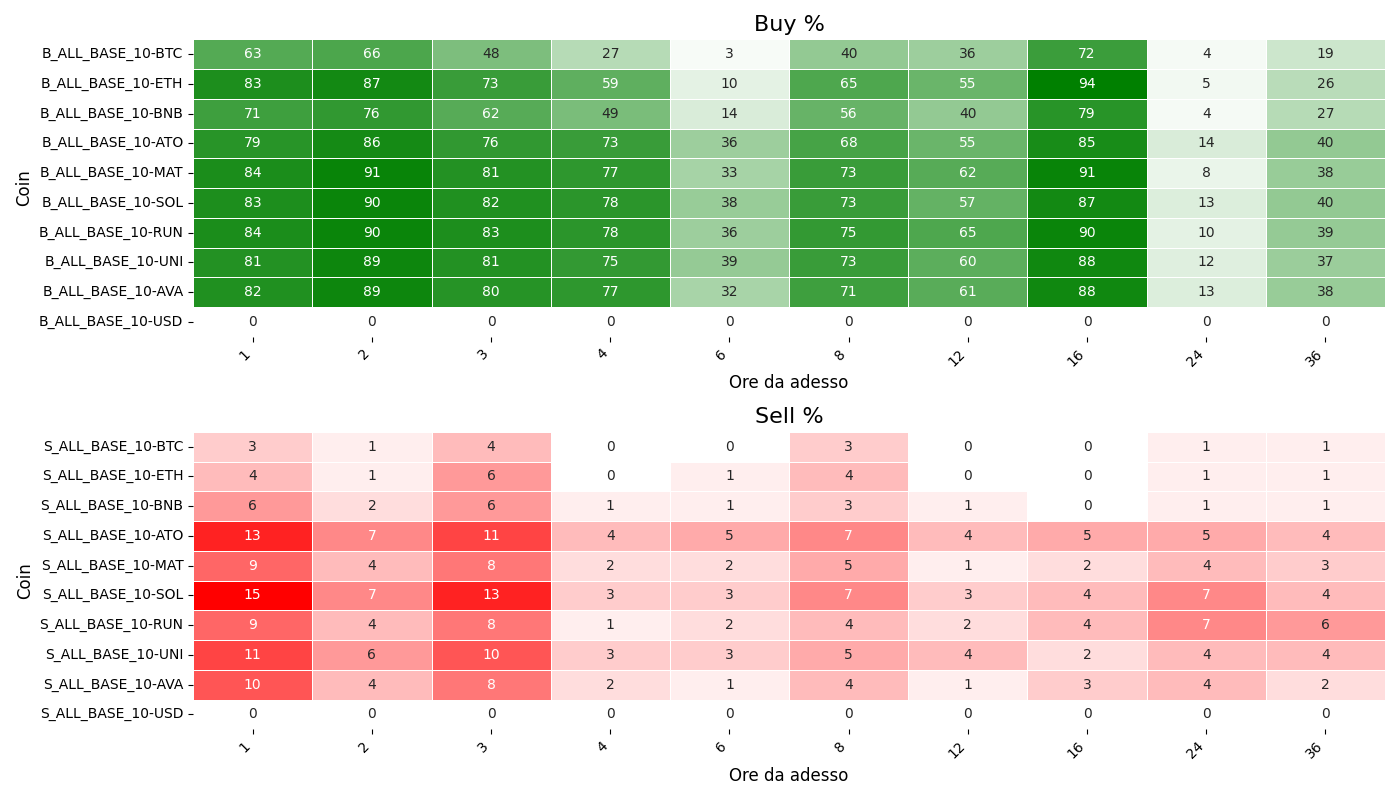 Buy %
Coin
B_ALL_BASE_10-BTC 63 66 48 27 3 40 36 72 4 19
B_ALL_BASE_10-ETH 83 87 73 59 10 65 55 94 5 26
B_ALL_BASE_10-BNB 71 76 62 49 14 56 40 79 4 27
B_ALL_BASE_10-ATO 79 86 76 73 36 68 55 85 14 40
B_ALL_BASE_10-MAT 84 91 81 77 33 73 62 91 8 38
B_ALL_BASE_10-SOL 83 90 82 78 38 73 57 87 13 40
B_ALL_BASE_10-RUN 84 90 83 78 36 75 65 90 10 39
B_ALL_BASE_10-UNI 81 89 81 75 39 73 60 88 12 37
B_ALL_BASE_10-AVA 82 89 80 77 32 71 61 88 13 38
B_ALL_BASE_10-USD 0 0 0 0 0 0 0 0 0 0
1 2 3 4 6 8 12 16 24 36
Ore da adesso
Sell %
Coin
S_ALL_BASE_10-BTC 3 1 4 0 0 3 0 0 1 1
S_ALL_BASE_10-ETH 4 1 6 0 1 4 0 0 1 1
S_ALL_BASE_10-BNB 6 2 6 1 1 3 1 0 1 1
S_ALL_BASE_10-ATO 13 7 11 4 5 7 4 5 5 4
S_ALL_BASE_10-MAT 9 4 8 2 2 5 1 2 4 3
S_ALL_BASE_10-SOL 15 7 13 3 3 7 3 4 7 4
S_ALL_BASE_10-RUN 9 4 8 1 2 4 2 4 7 6
S_ALL_BASE_10-UNI 11 6 10 3 3 5 4 2 4 4
S_ALL_BASE_10-AVA 10 4 8 2 1 4 1 3 4 2
S_ALL_BASE_10-USD 0 0 0 0 0 0 0 0 0 0
1 2 3 4 6 8 12 16 24 36
Ore da adesso